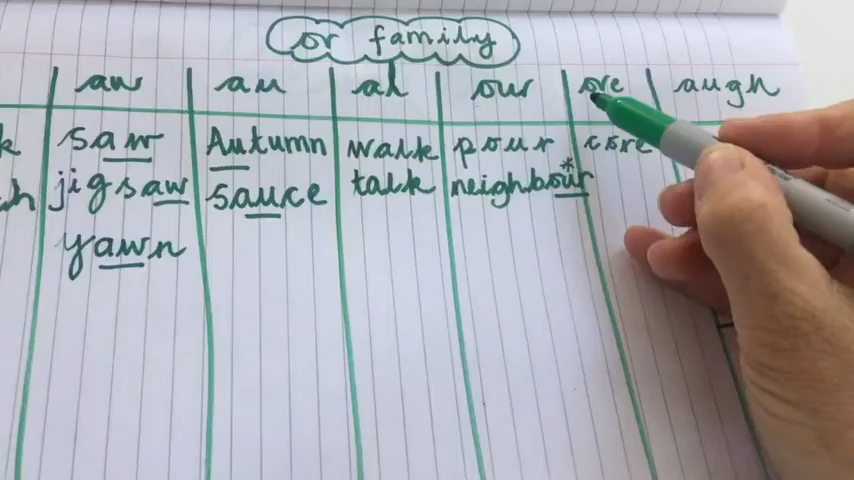 or family
aw au al our ore augh
saw Autumn walk pour core
jigsaw sauce talk neighbour*
yawn